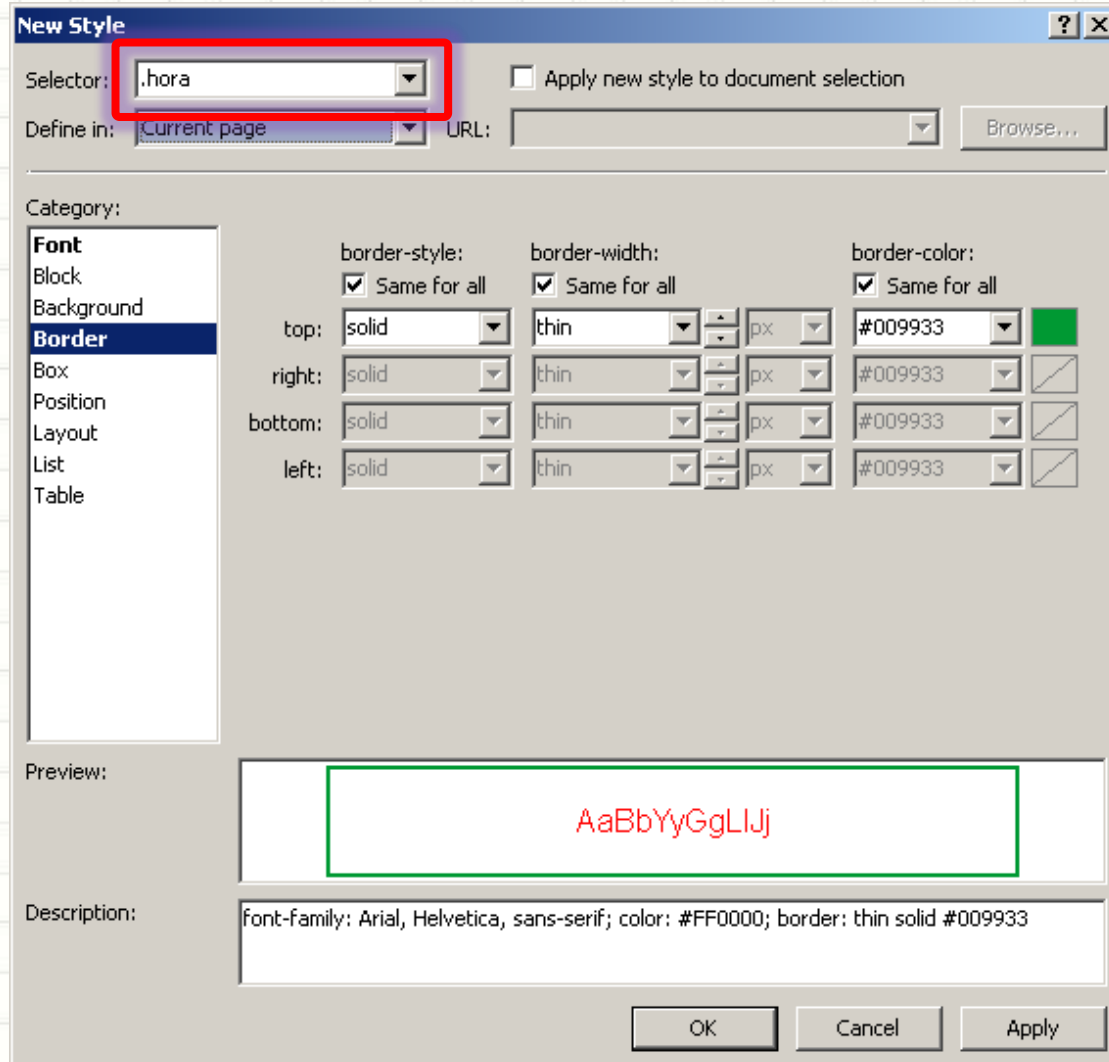 New Style
Selector: .hora Apply new style to document selection
Define in: Current page URL: Browse...
Category:
Font
Block
Background
Border
Box
Position
Layout
List
Table
border-style: border-width: border-color:
Same for all Same for all Same for all
top: solid thin px #009933
right: solid thin px #009933
bottom: solid thin px #009933
left: solid thin px #009933
Preview:
AaBbYyGgLlJj
Description:
font-family: Arial, Helvetica, sans-serif; color: #FF0000; border: thin solid #009933
OK Cancel Apply